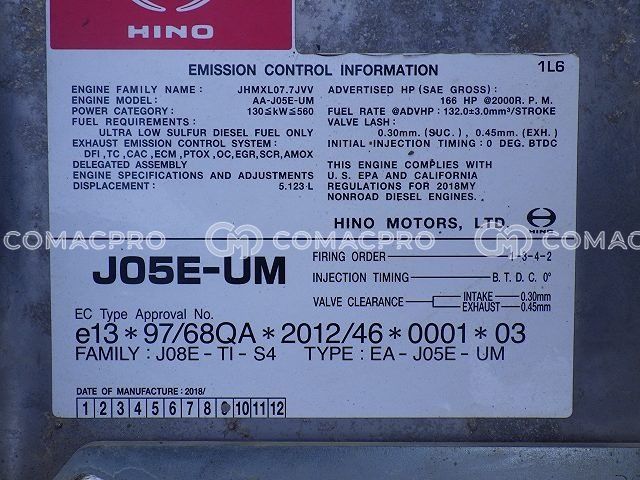 HINO
EMISSION CONTROL INFORMATION 1L6
ENGINE FAMILY NAME : JHMXL07.7JVV
ENGINE MODEL: AA-J05E-UM
POWER CATEGORY: 130≦kW≦560
FUEL REQUIREMENTS :
ULTRA LOW SULFUR DIESEL FUEL ONLY
EXHAUST EMISSION CONTROL SYSTEM :
DFI, TC, CAC, ECM, PTOX, OC, EGR, SCR, AMOX
DELEGATED ASSEMBLY
ENGINE SPECIFICATIONS AND ADJUSTMENTS
DISPLACEMENT: 5.123 L
ADVERTISED HP (SAE GROSS) :
166 HP @2000R. P. M.
FUEL RATE @ADVHP : 132.0±3.0mm³/STROKE
VALVE LASH :
0.30mm (SUC. ) , 0.45mm (EXH. )
INITIAL INJECTION TIMING : 0 DEG. BTDC
THIS ENGINE COMPLIES WITH
U. S. EPA AND CALIFORNIA
REGULATIONS FOR 2018MY
NONROAD DIESEL ENGINES.
HINO MOTORS, LTD.
HINO
COMACPRO COMACPRO COMACPRO
J05E-UM
FIRING ORDER 1-3-4-2
INJECTION TIMING B. T. D. C. 0°
VALVE CLEARANCE INTAKE 0.30mm
EXHAUST 0.45mm
EC Type Approval No.
e13*97/68QA*2012/46*0001*03
FAMILY : J08E-TI-S4 TYPE : EA-J05E-UM
DATE OF MANUFACTURE : 2018/
1 2 3 4 5 6 7 8 10 11 12